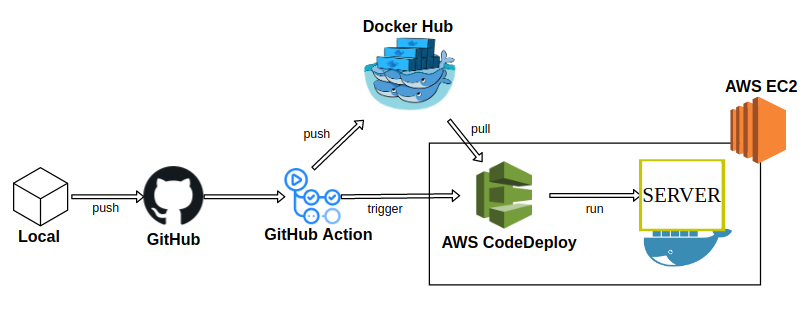 Docker Hub
AWS EC2
push
pull
push
trigger
run
SERVER
Local
GitHub
GitHub Action
AWS CodeDeploy